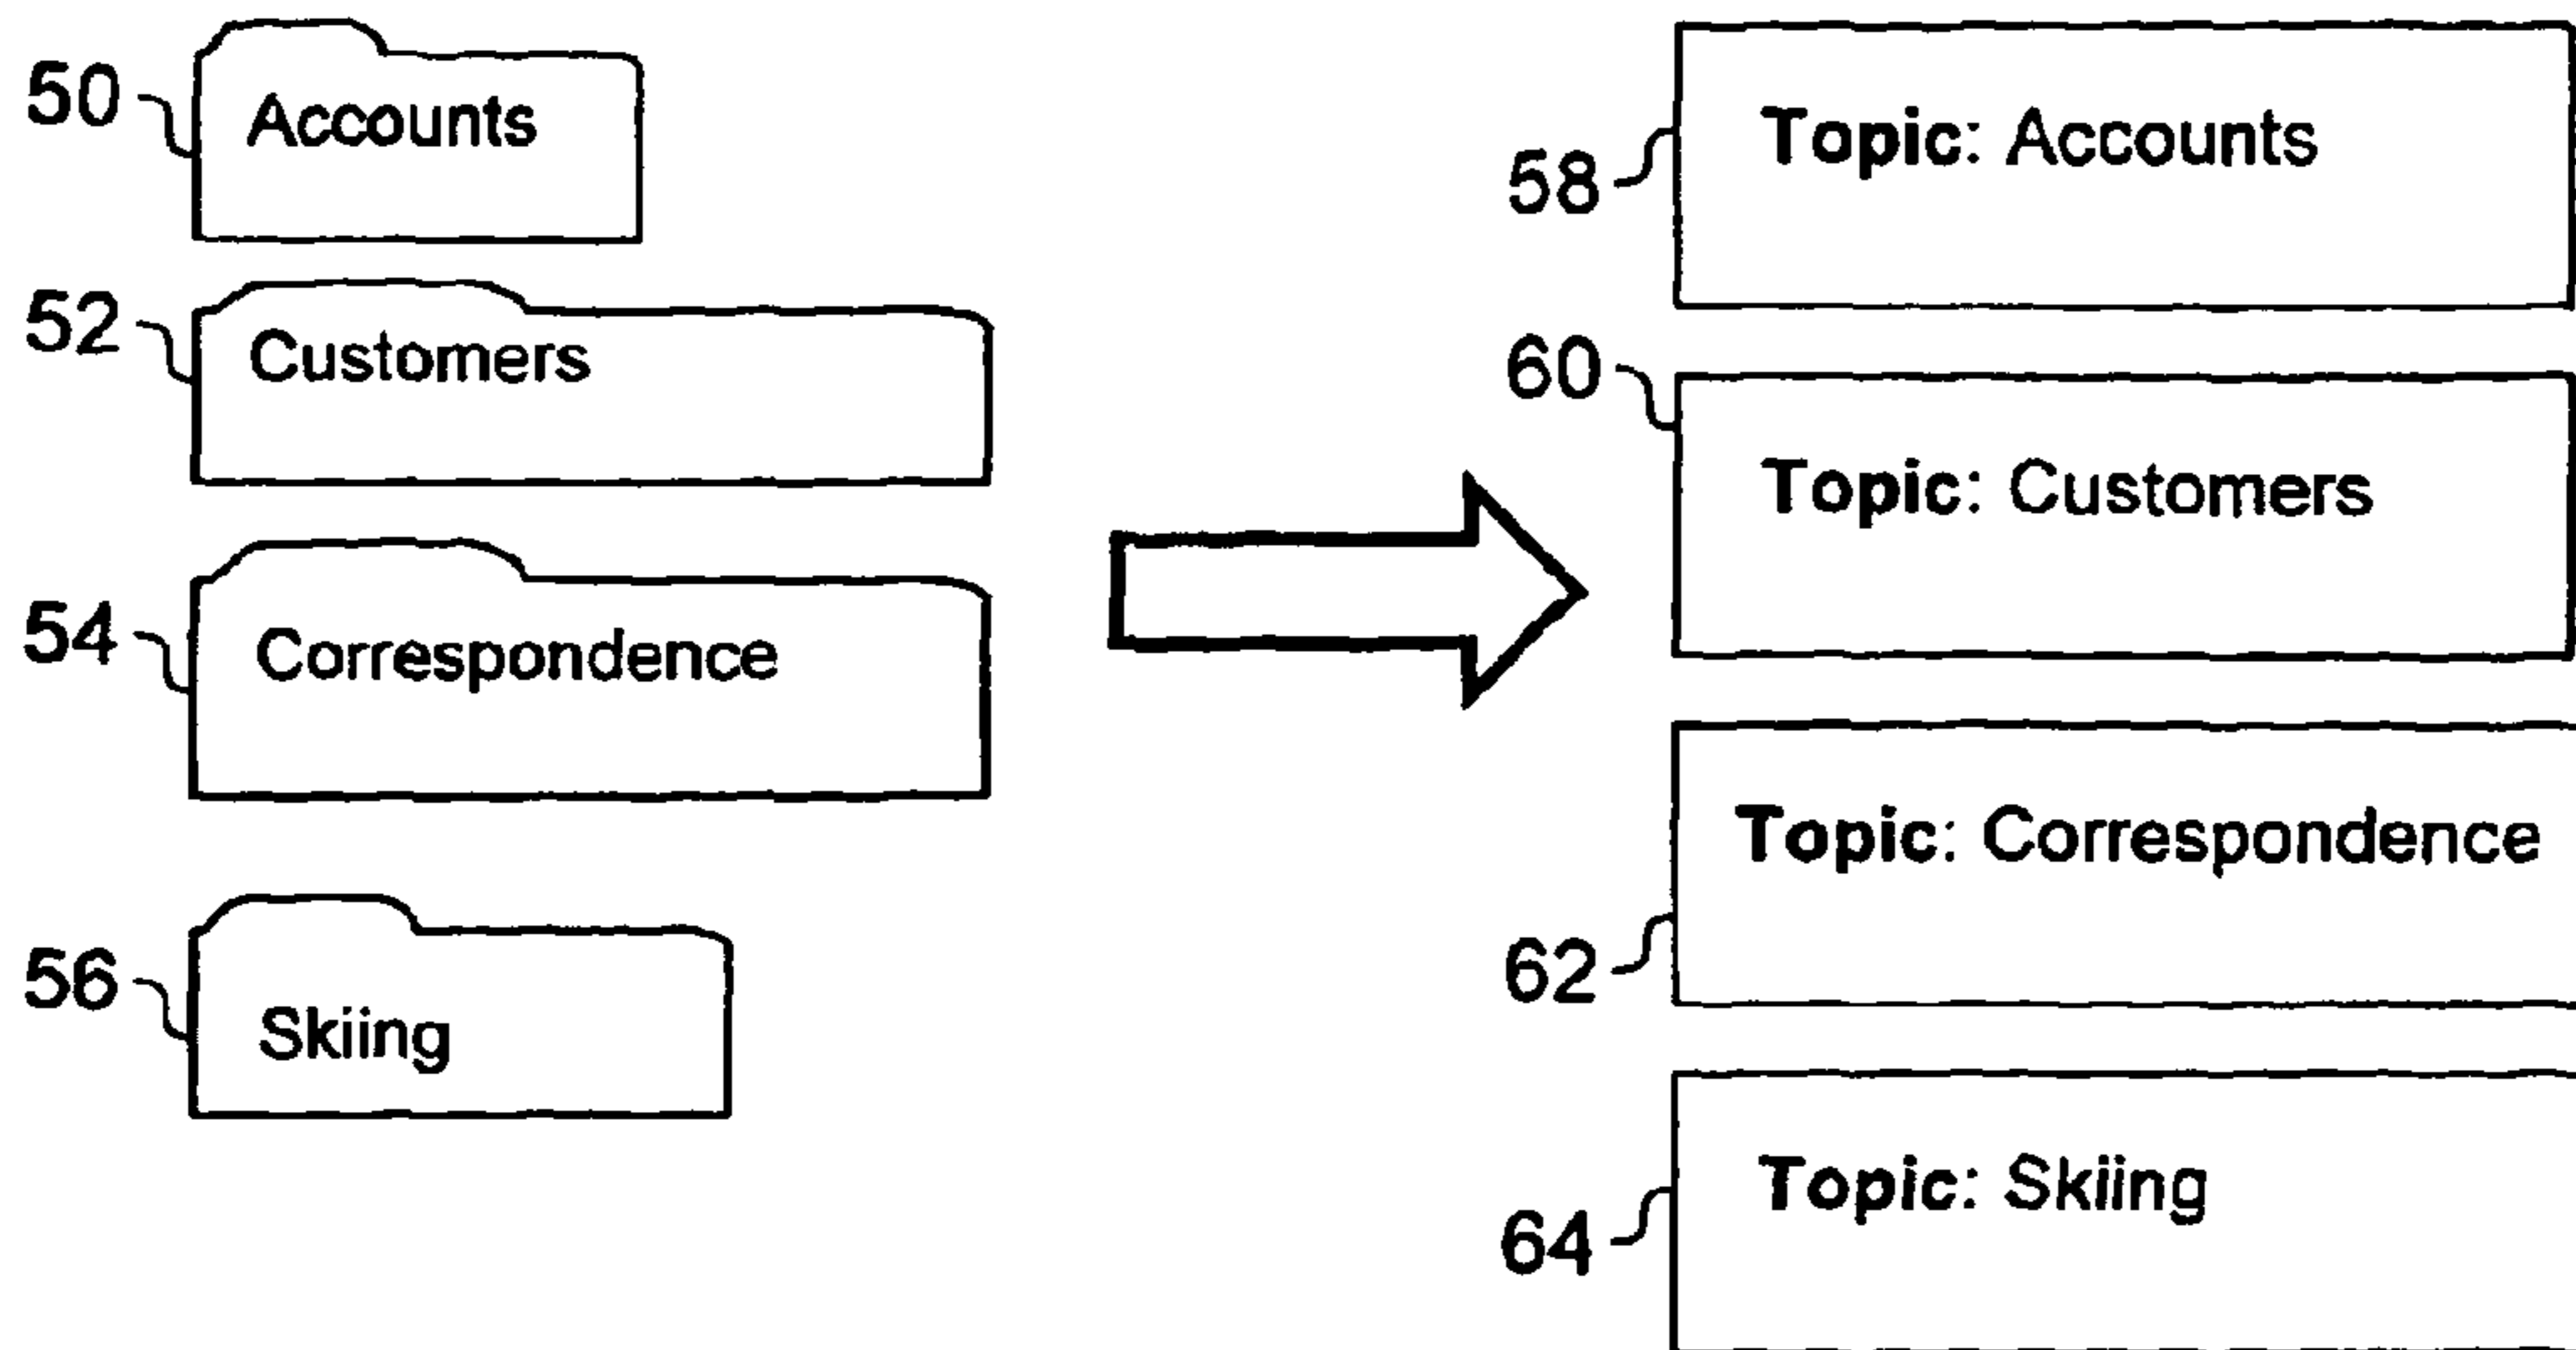 50
Accounts
52
Customers
54
Correspondence
56
Skiing
58
Topic: Accounts
60
Topic: Customers
Topic: Correspondence
62
Topic: Skiing
64